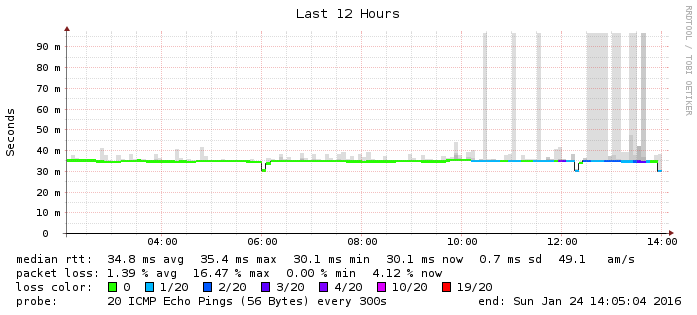 Last 12 Hours
RRDTOOL / TOBI OETIKER
Seconds
90 m
80 m
70 m
60 m
50 m
40 m
30 m
20 m
10 m
0
04:00 06:00 08:00 10:00 12:00 14:00
median rtt: 34.8 ms avg 35.4 ms max 30.1 ms min 30.1 ms now 0.7 ms sd 49.1 am/s
packet loss: 1.39 % avg 16.47 % max 0.00 % min 4.12 % now
loss color: 0 1/20 2/20 3/20 4/20 10/20 19/20
probe: 20 ICMP Echo Pings (56 Bytes) every 300s end: Sun Jan 24 14:05:04 2016